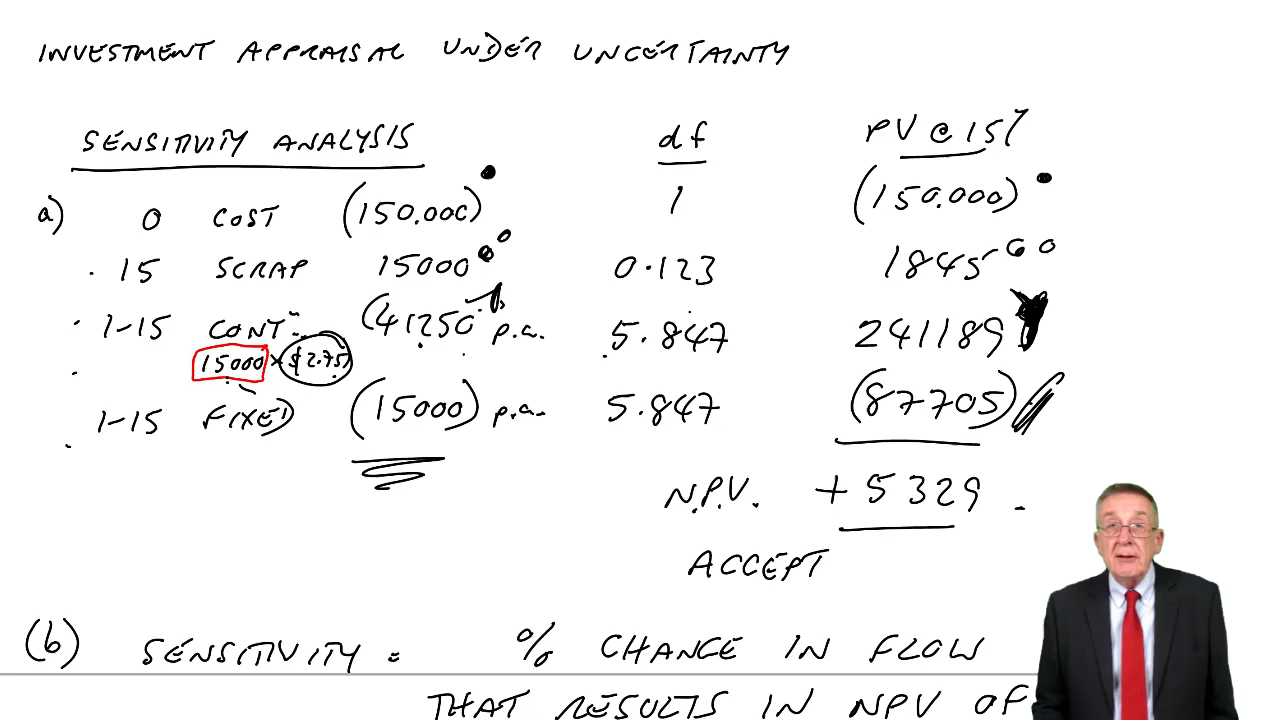 INVESTMENT APPRAISAL UNDER UNCERTAINTY
SENSITIVITY ANALYSIS df PV @ 15%
a) 0 COST (150,000) 1 (150,000)
15 SCRAP 15000 0.123 1845
1-15 CONTn (41250 p.a. 5.847 241189
15000 × $2.75
1-15 FIXED (15000) p.a. 5.847 (87705)
N.P.V. + 5329
ACCEPT
(b) SENSITIVITY = % CHANGE IN FLOW
THAT RESULTS IN NPV OF